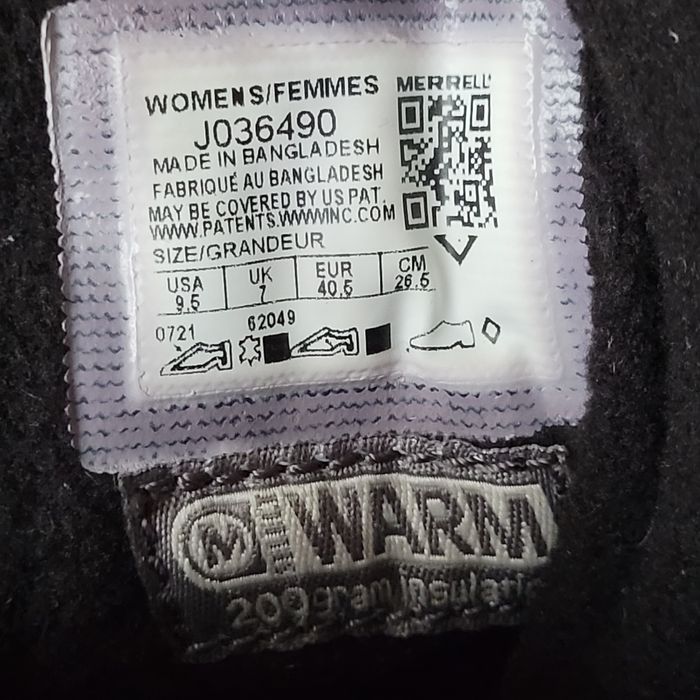 WOMENS/FEMMES
MERRELL
J036490
MADE IN BANGLADESH
FABRIQUÉ AU BANGLADESH
MAY BE COVERED BY US PAT.
WWW.PATENTS.WWWINC.COM
SIZE/GRANDEUR
USA UK EUR CM
9.5 7 40.5 26.5
0721 62049
M WARM
200gram